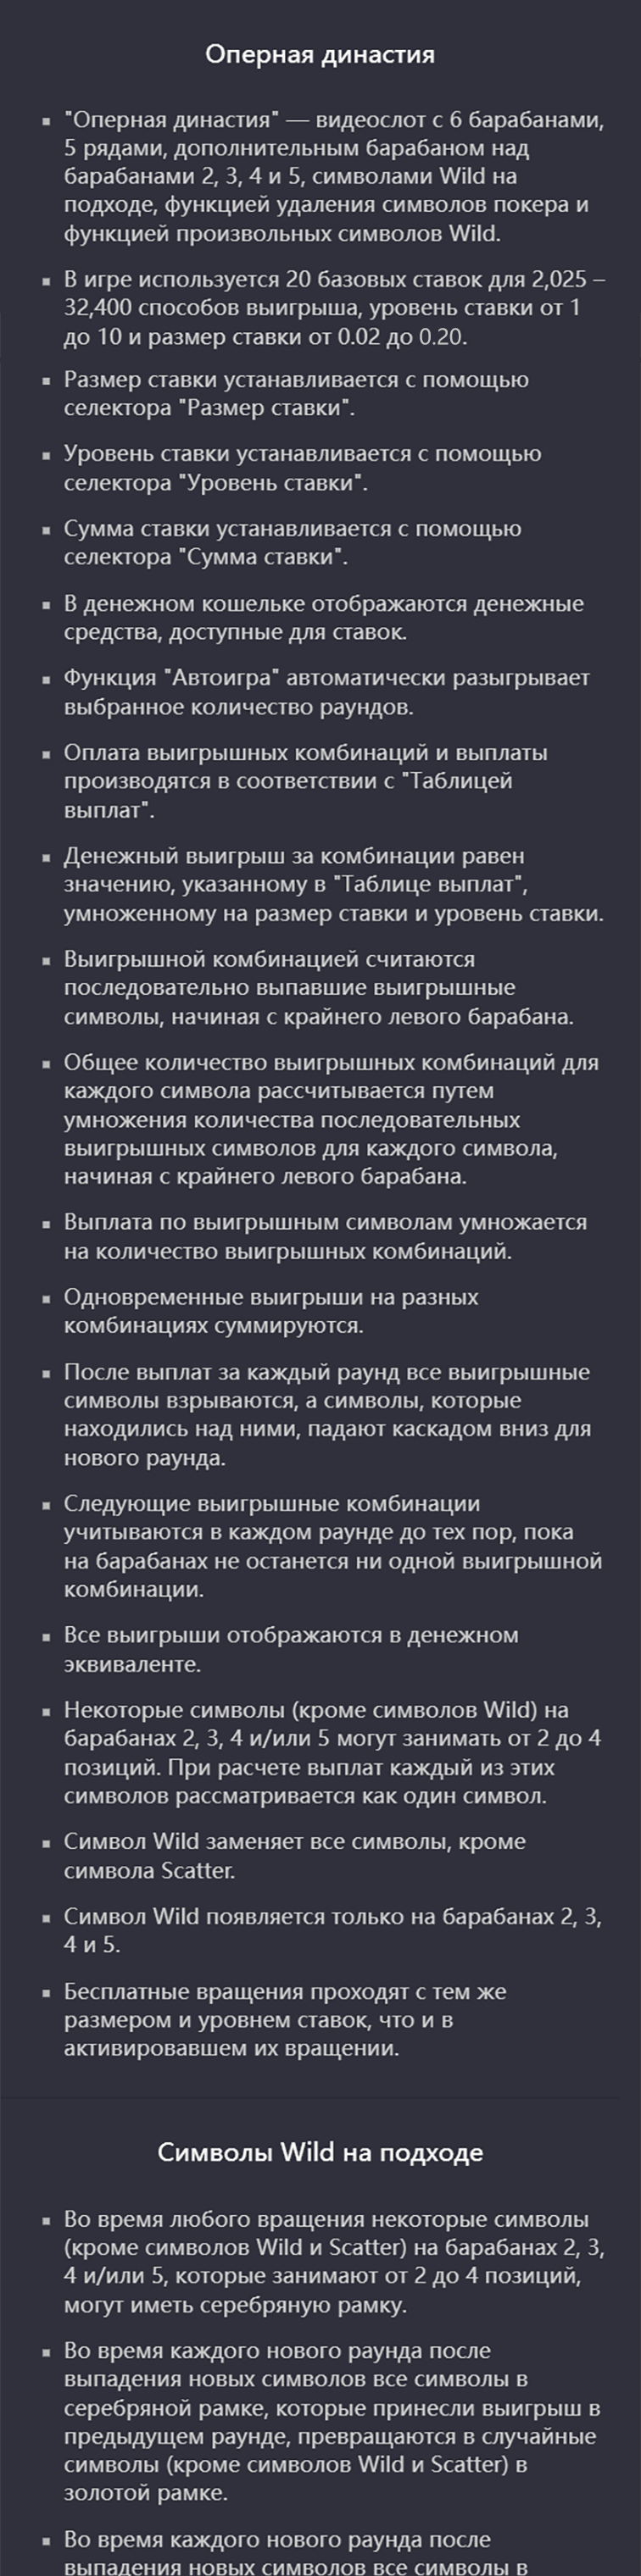 Оперная династия
"Оперная династия" — видеослот с 6 барабанами,
5 рядами, дополнительным барабаном над
барабанами 2, 3, 4 и 5, символами Wild на
подходе, функцией удаления символов покера и
функцией произвольных символов Wild.
В игре используется 20 базовых ставок для 2,025 –
32,400 способов выигрыша, уровень ставки от 1
до 10 и размер ставки от 0.02 до 0.20.
Размер ставки устанавливается с помощью
селектора "Размер ставки".
Уровень ставки устанавливается с помощью
селектора "Уровень ставки".
Сумма ставки устанавливается с помощью
селектора "Сумма ставки".
В денежном кошельке отображаются денежные
средства, доступные для ставок.
Функция "Автоигра" автоматически разыгрывает
выбранное количество раундов.
Оплата выигрышных комбинаций и выплаты
производятся в соответствии с "Таблицей
выплат".
Денежный выигрыш за комбинации равен
значению, указанному в "Таблице выплат",
умноженному на размер ставки и уровень ставки.
Выигрышной комбинацией считаются
последовательно выпавшие выигрышные
символы, начиная с крайнего левого барабана.
Общее количество выигрышных комбинаций для
каждого символа рассчитывается путем
умножения количества последовательных
выигрышных символов для каждого символа,
начиная с крайнего левого барабана.
Выплата по выигрышным символам умножается
на количество выигрышных комбинаций.
Одновременные выигрыши на разных
комбинациях суммируются.
После выплат за каждый раунд все выигрышные
символы взрываются, а символы, которые
находились над ними, падают каскадом вниз для
нового раунда.
Следующие выигрышные комбинации
учитываются в каждом раунде до тех пор, пока
на барабанах не останется ни одной выигрышной
комбинации.
Все выигрыши отображаются в денежном
эквиваленте.
Некоторые символы (кроме символов Wild) на
барабанах 2, 3, 4 и/или 5 могут занимать от 2 до 4
позиций. При расчете выплат каждый из этих
символов рассматривается как один символ.
Символ Wild заменяет все символы, кроме
символа Scatter.
Символ Wild появляется только на барабанах 2, 3,
4 и 5.
Бесплатные вращения проходят с тем же
размером и уровнем ставок, что и в
активировавшем их вращении.
Символы Wild на подходе
Во время любого вращения некоторые символы
(кроме символов Wild и Scatter) на барабанах 2, 3,
4 и/или 5, которые занимают от 2 до 4 позиций,
могут иметь серебряную рамку.
Во время каждого нового раунда после
выпадения новых символов все символы в
серебряной рамке, которые принесли выигрыш в
предыдущем раунде, превращаются в случайные
символы (кроме символов Wild и Scatter) в
золотой рамке.
Во время каждого нового раунда после
выпадения новых символов все символы в